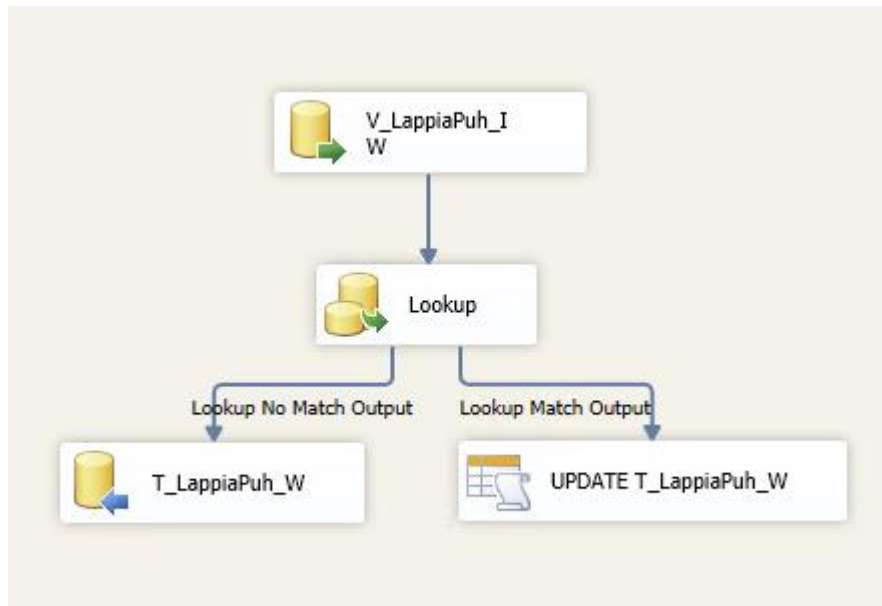 V_LappiaPuh_I
W
Lookup
Lookup No Match Output
Lookup Match Output
T_LappiaPuh_W
UPDATE T_LappiaPuh_W